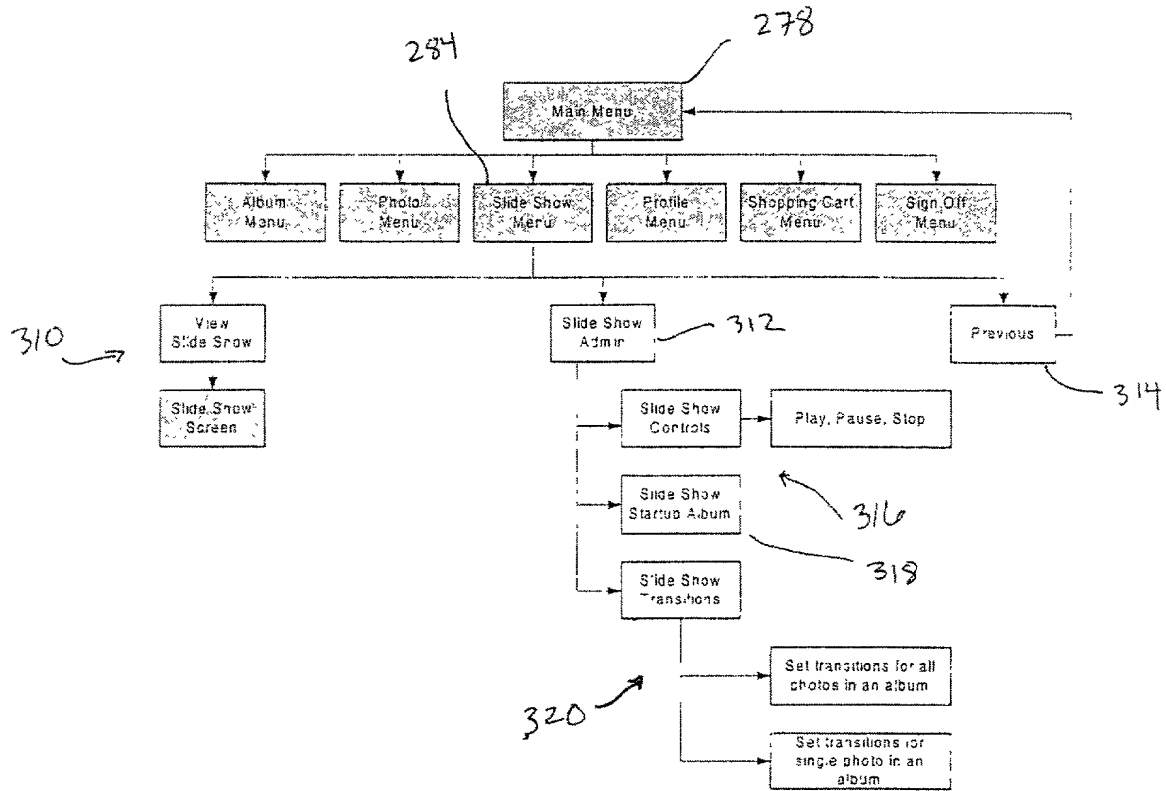 278
284
Main Menu
Album
Menu
Photo
Menu
Slide Show
Menu
Profile
Menu
Shopping Cart
Menu
Sign Off
Menu
310
View
Slide Show
Slide Show
Admin
312
Previous
314
Slide Show
Screen
Slide Show
Controls
Play, Pause, Stop
316
Slide Show
Startup Album
318
Slide Show
Transitions
320
Set transitions for all
photos in an album
Set transitions for
single photo in an
album